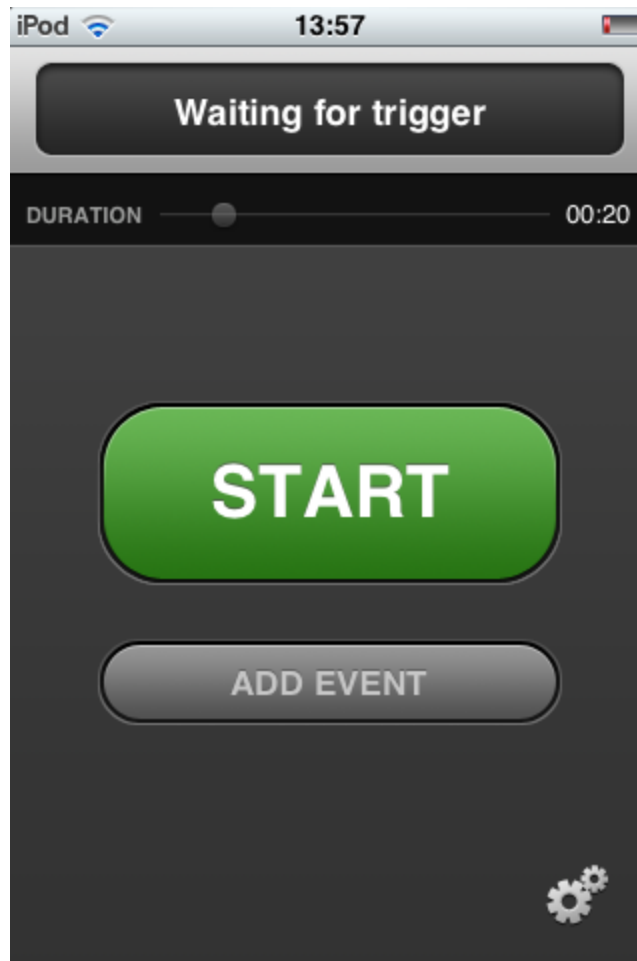 iPod 13:57
Waiting for trigger
DURATION 00:20
START
ADD EVENT